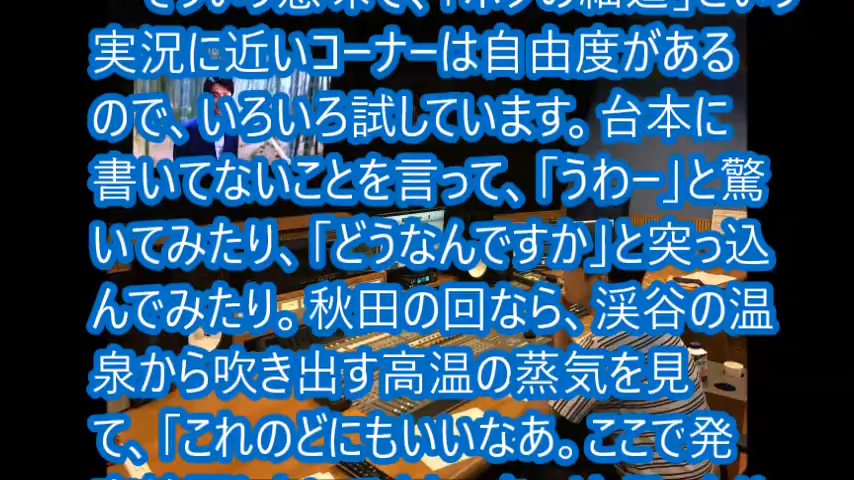 実況に近いコーナーは自由度がある
ので、いろいろ試しています。台本に
書いてないことを言って、「うわー」と驚
いてみたり、「どうなんですか」と突っ込
んでみたり。秋田の回なら、渓谷の温
泉から吹き出す高温の蒸気を見
て、「これのどにもいいなあ。ここで発